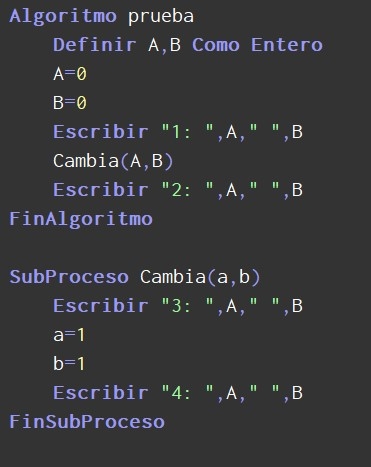 Algoritmo prueba
    Definir A,B Como Entero
    A=0
    B=0
    Escribir "1: ",A," ",B
    Cambia(A,B)
    Escribir "2: ",A," ",B
FinAlgoritmo

SubProceso Cambia(a,b)
    Escribir "3: ",A," ",B
    a=1
    b=1
    Escribir "4: ",A," ",B
FinSubProceso